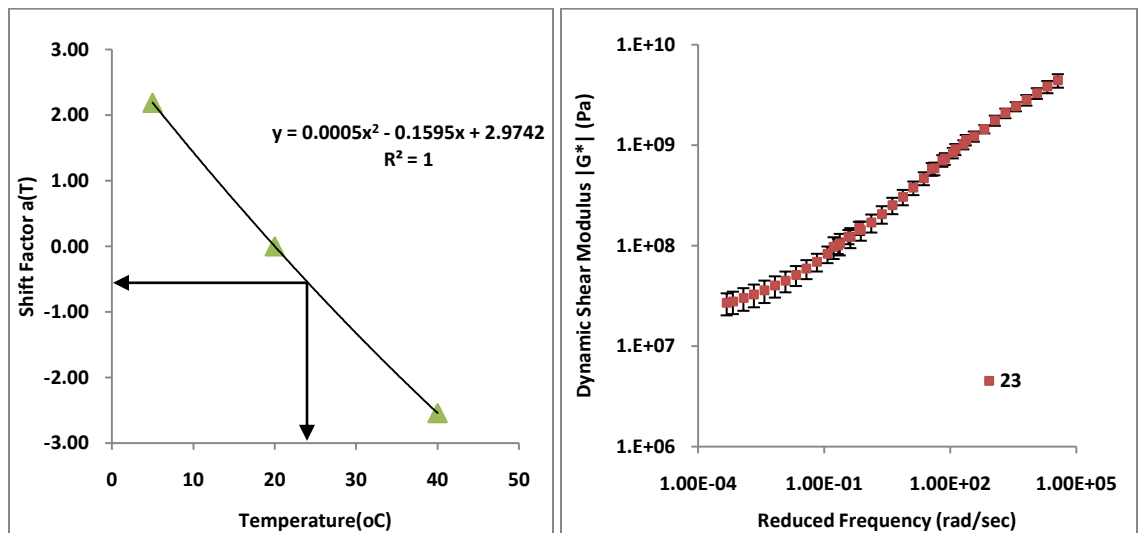 3.00
2.00
1.00
0.00
-1.00
-2.00
-3.00
Shift Factor a(T)
y = 0.0005x² - 0.1595x + 2.9742
R² = 1
0 10 20 30 40 50
Temperature(oC)
1.E+10
1.E+09
1.E+08
1.E+07
1.E+06
Dynamic Shear Modulus |G*| (Pa)
23
1.00E-04 1.00E-01 1.00E+02 1.00E+05
Reduced Frequency (rad/sec)